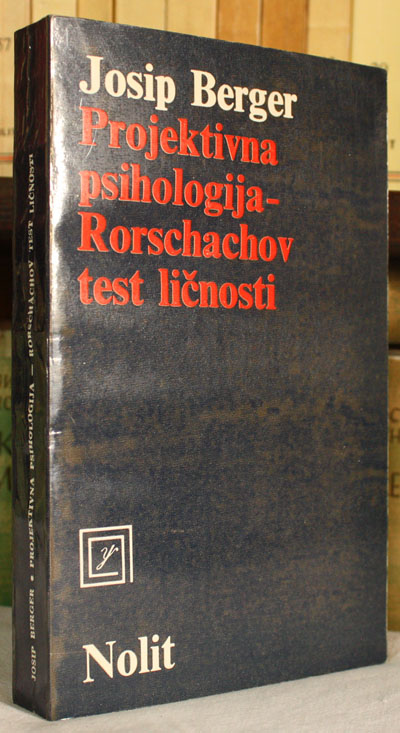 Josip Berger
Projektivna
psihologija-
Rorschachov
test ličnosti
Nolit
JOSIP BERGER • PROJEKTIVNA PSIHOLOGIJA — RORSCHACHOV TEST LIČNOSTI